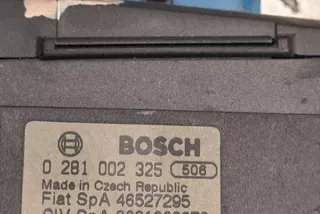 BOSCH
0 281 002 325 506
Made in Czech Republic
Fiat SpA 46527295